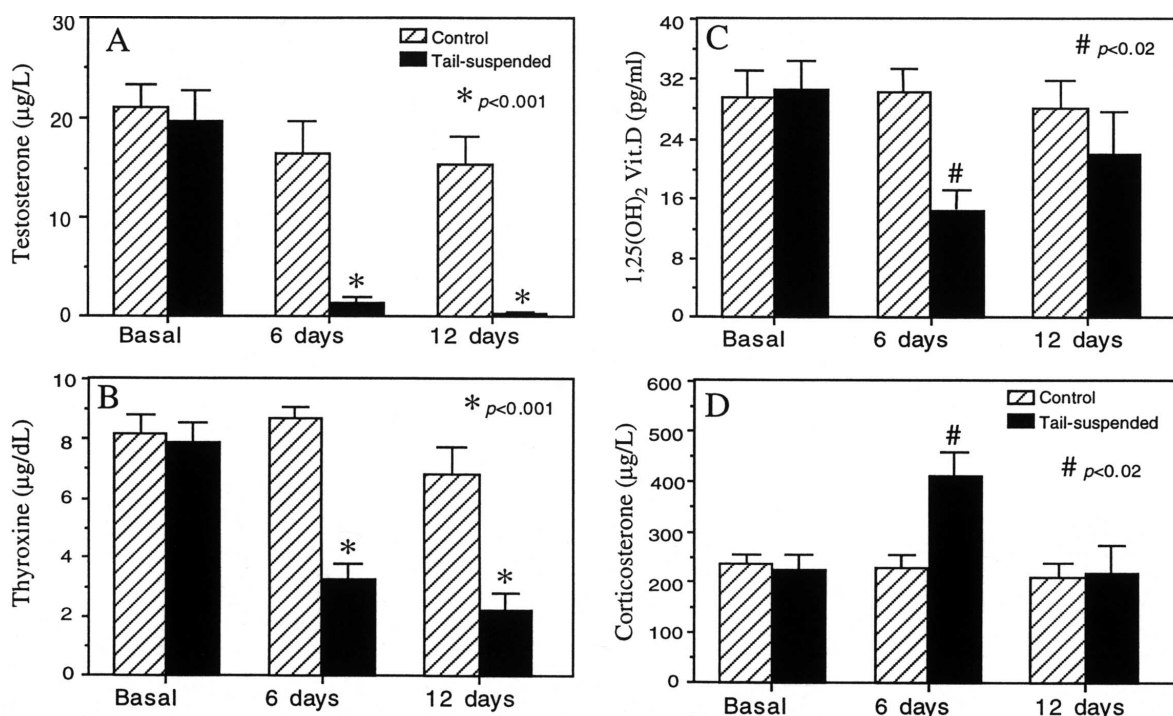 A
Testosterone (µg/L)
30
20
10
0
Control
Tail-suspended
* p<0.001
*
*
Basal 6 days 12 days
B
Thyroxine (µg/dL)
10
8
6
4
2
0
* p<0.001
*
*
Basal 6 days 12 days
C
1,25(OH)2 Vit.D (pg/ml)
40
32
24
16
8
0
# p<0.02
#
Basal 6 days 12 days
D
Corticosterone (µg/L)
600
500
400
300
200
100
0
Control
Tail-suspended
# p<0.02
#
Basal 6 days 12 days